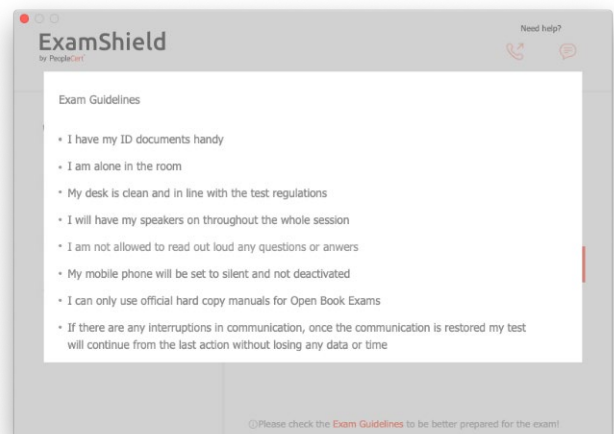 Need help?
ExamShield
by PeopleCert
Exam Guidelines
• I have my ID documents handy
• I am alone in the room
• My desk is clean and in line with the test regulations
• I will have my speakers on throughout the whole session
• I am not allowed to read out loud any questions or anwers
• My mobile phone will be set to silent and not deactivated
• I can only use official hard copy manuals for Open Book Exams
• If there are any interruptions in communication, once the communication is restored my test
will continue from the last action without losing any data or time
Please check the Exam Guidelines to be better prepared for the exam!